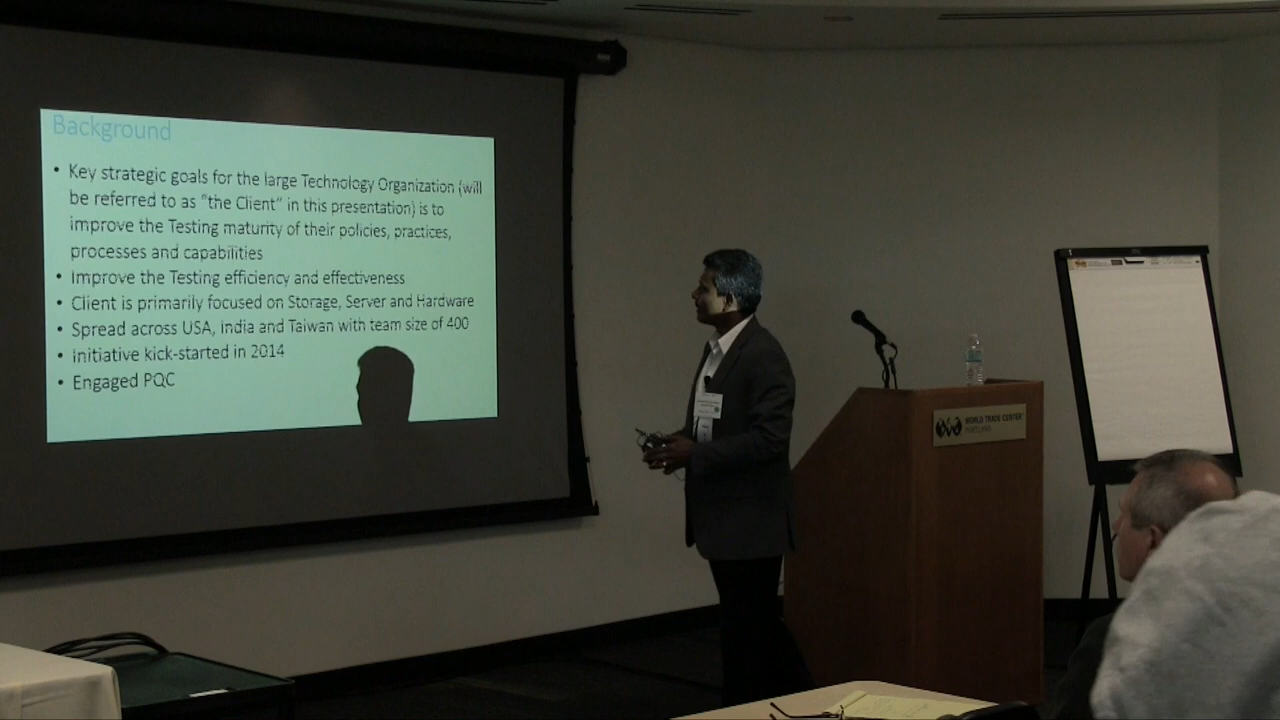 Background
• Key strategic goals for the large Technology Organization (will
be referred to as "the Client" in this presentation) is to
improve the Testing maturity of their policies, practices,
processes and capabilities
• Improve the Testing efficiency and effectiveness
• Client is primarily focused on Storage, Server and Hardware
• Spread across USA, India and Taiwan with team size of 400
• Initiative kick-started in 2014
• Engaged PQC
WORLD TRADE CENTER
PORTLAND